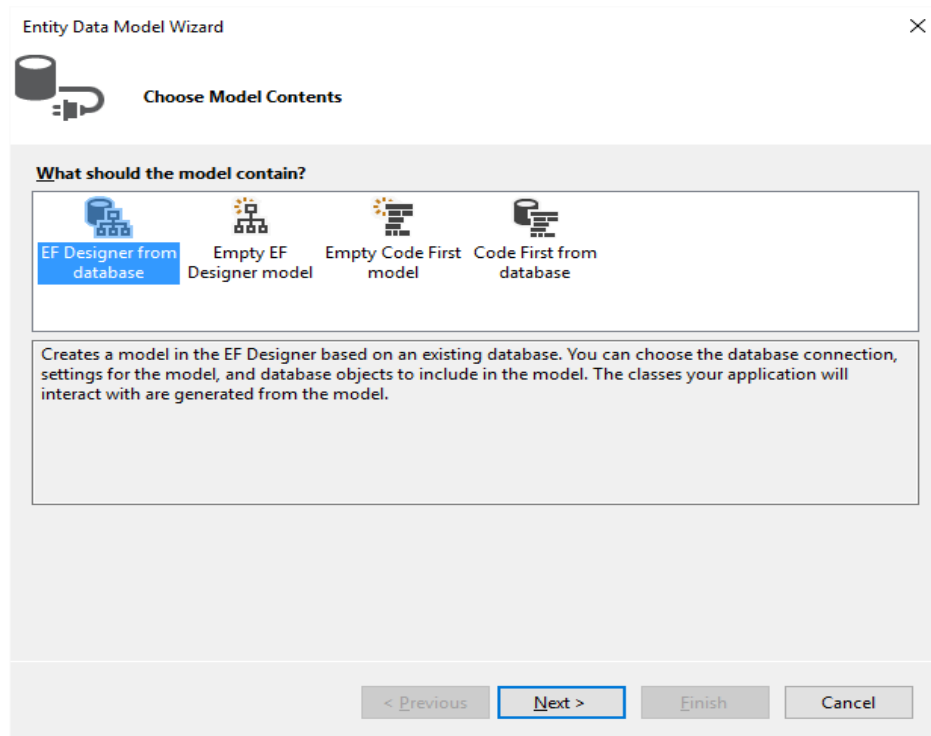 Entity Data Model Wizard
Choose Model Contents
What should the model contain?
EF Designer from
database
Empty EF
Designer model
Empty Code First
model
Code First from
database
Creates a model in the EF Designer based on an existing database. You can choose the database connection,
settings for the model, and database objects to include in the model. The classes your application will
interact with are generated from the model.
< Previous
Next >
Finish
Cancel